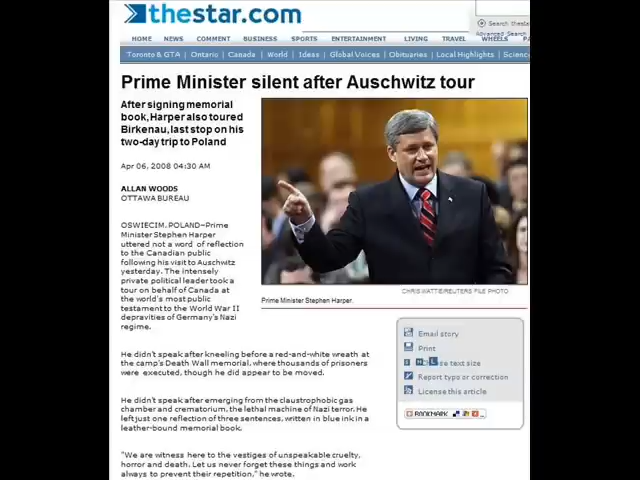 thestar.com
Search thesta
Advanced Search
HOME NEWS COMMENT BUSINESS SPORTS ENTERTAINMENT LIVING TRAVEL WHEELS
Toronto & GTA | Ontario | Canada | World | Ideas | Global Voices | Obituaries | Local Highlights | Scienc
Prime Minister silent after Auschwitz tour
After signing memorial
book, Harper also toured
Birkenau, last stop on his
two-day trip to Poland
Apr 06, 2008 04:30 AM
ALLAN WOODS
OTTAWA BUREAU
OSWIECIM, POLAND–Prime
Minister Stephen Harper
uttered not a word of reflection
to the Canadian public
following his visit to Auschwitz
yesterday. The intensely
private political leader took a
tour on behalf of Canada at
the world's most public
testament to the World War II
depravities of Germany's Nazi
regime.
CHRIS WATTIE/REUTERS FILE PHOTO
Prime Minister Stephen Harper.
He didn't speak after kneeling before a red-and-white wreath at
the camp's Death Wall memorial, where thousands of prisoners
were executed, though he did appear to be moved.
He didn't speak after emerging from the claustrophobic gas
chamber and crematorium, the lethal machine of Nazi terror. He
left just one reflection of three sentences, written in blue ink in a
leather-bound memorial book.
"We are witness here to the vestiges of unspeakable cruelty,
horror and death. Let us never forget these things and work
always to prevent their repetition," he wrote.
Email story
Print
text size
Report typo or correction
License this article
BOOKMARK